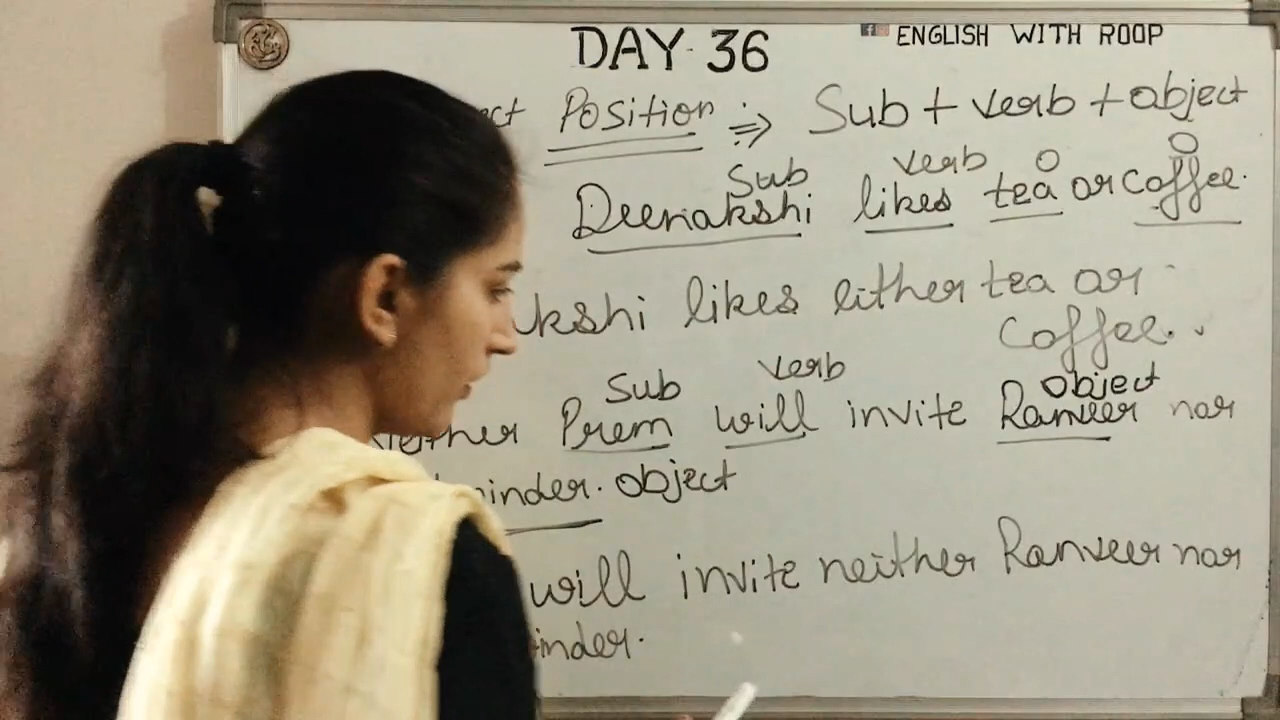 DAY 36
ENGLISH WITH ROOP
ect Position :⇒ Sub + verb + object
Sub verb O O
Deenakshi likes tea or coffee.
kshi likes either tea or
coffee.
Sub verb object
Neither Prem will invite Ranveer nor
inder. object
will invite neither Ranveer nor
inder.